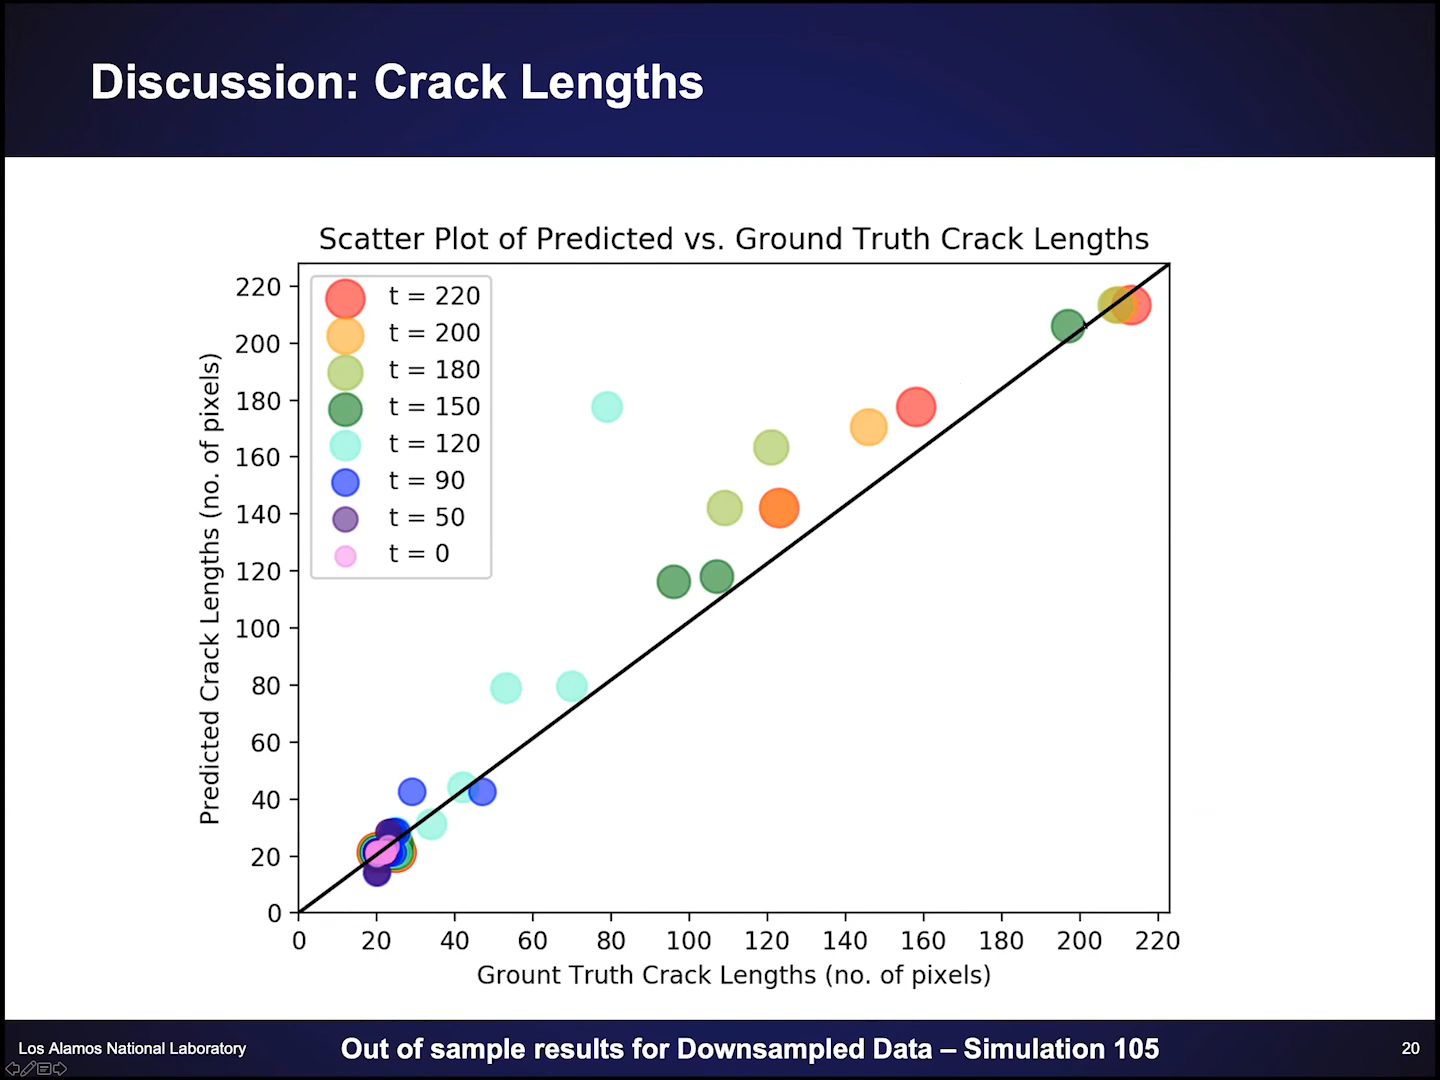 Discussion: Crack Lengths
Scatter Plot of Predicted vs. Ground Truth Crack Lengths
t = 220
t = 200
t = 180
t = 150
t = 120
t = 90
t = 50
t = 0
220
200
180
160
140
120
100
80
60
40
20
0
Predicted Crack Lengths (no. of pixels)
0 20 40 60 80 100 120 140 160 180 200 220
Grount Truth Crack Lengths (no. of pixels)
Los Alamos National Laboratory
Out of sample results for Downsampled Data – Simulation 105
20